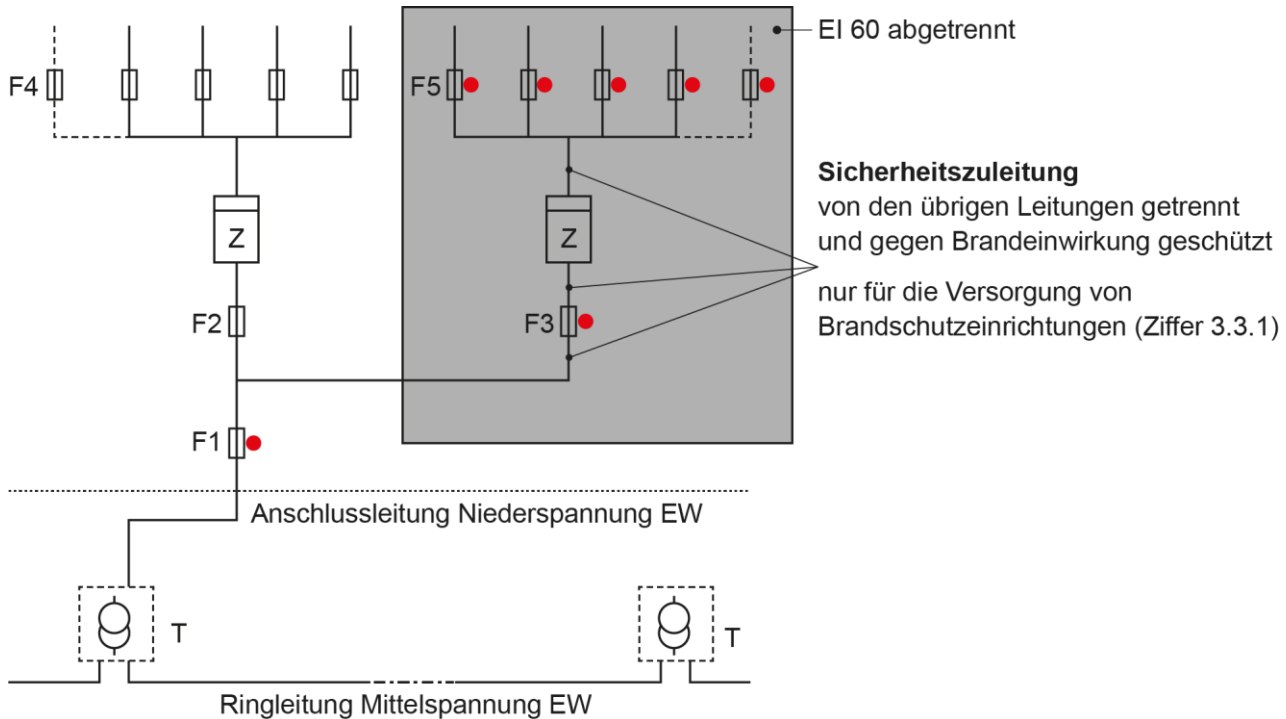 EI 60 abgetrennt
F4
F5
Sicherheitszuleitung
von den übrigen Leitungen getrennt
und gegen Brandeinwirkung geschützt
nur für die Versorgung von
Brandschutzeinrichtungen (Ziffer 3.3.1)
Z
Z
F2
F3
F1
Anschlussleitung Niederspannung EW
T
T
Ringleitung Mittelspannung EW